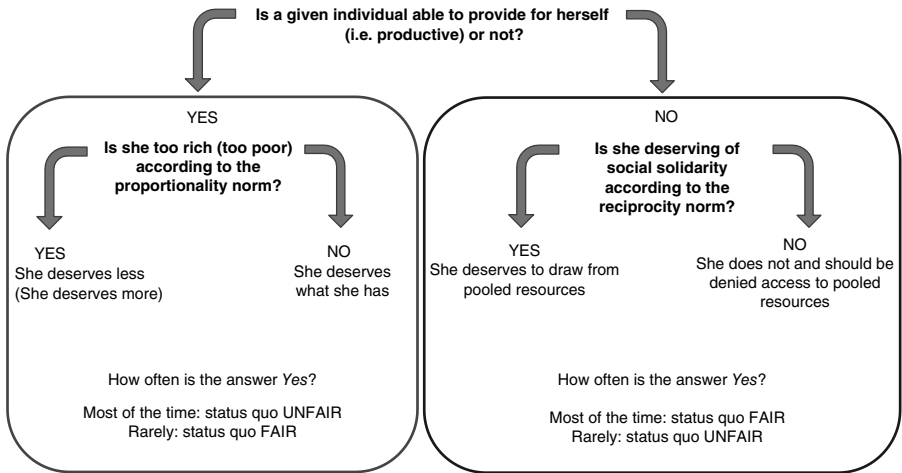 Is a given individual able to provide for herself
(i.e. productive) or not?
YES
Is she too rich (too poor)
according to the
proportionality norm?
YES
She deserves less
(She deserves more)
NO
She deserves
what she has
How often is the answer Yes?
Most of the time: status quo UNFAIR
Rarely: status quo FAIR
NO
Is she deserving of
social solidarity
according to the
reciprocity norm?
YES
She deserves to draw from
pooled resources
NO
She does not and should be
denied access to pooled
resources
How often is the answer Yes?
Most of the time: status quo FAIR
Rarely: status quo UNFAIR